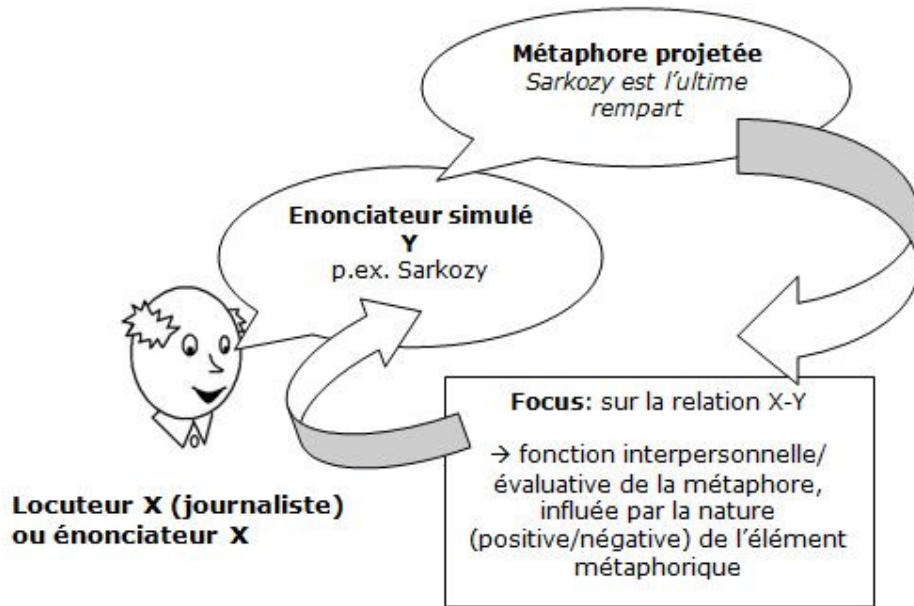 Métaphore projetée
Sarkozy est l'ultime
rempart
Enonciateur simulé
Y
p.ex. Sarkozy
Locuteur X (journaliste)
ou énonciateur X
Focus: sur la relation X-Y
→ fonction interpersonnelle/
évaluative de la métaphore,
influée par la nature
(positive/négative) de l'élément
métaphorique